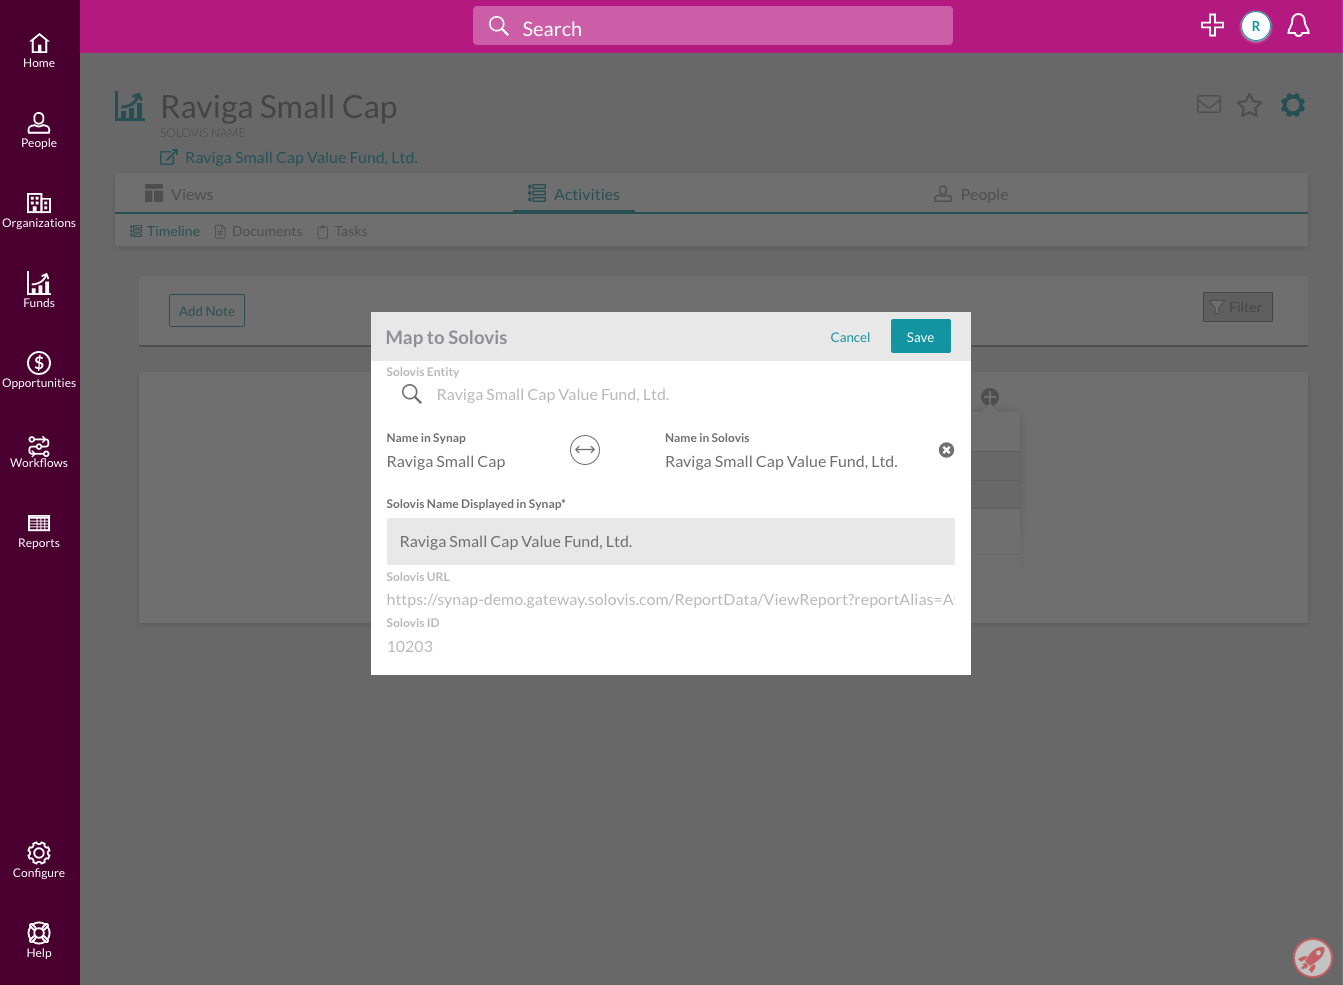 Search
R
Home
People
Organizations
Funds
Opportunities
Workflows
Reports
Configure
Help
Raviga Small Cap
SOLOVIS NAME
Raviga Small Cap Value Fund, Ltd.
Views
Activities
People
Timeline
Documents
Tasks
Add Note
Filter
Map to Solovis
Cancel
Save
Solovis Entity
Raviga Small Cap Value Fund, Ltd.
Name in Synap
Name in Solovis
Raviga Small Cap
Raviga Small Cap Value Fund, Ltd.
Solovis Name Displayed in Synap*
Raviga Small Cap Value Fund, Ltd.
Solovis URL
https://synap-demo.gateway.solovis.com/ReportData/ViewReport?reportAlias=A
Solovis ID
10203